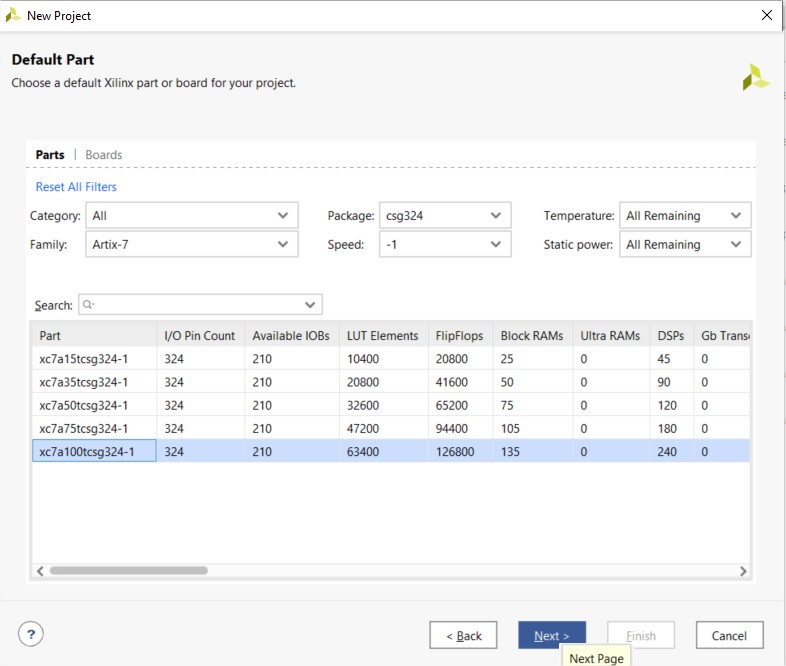 New Project
Default Part
Choose a default Xilinx part or board for your project.
Parts | Boards
Reset All Filters
Category: All Package: csg324 Temperature: All Remaining
Family: Artix-7 Speed: -1 Static power: All Remaining
Search:
Part I/O Pin Count Available IOBs LUT Elements FlipFlops Block RAMs Ultra RAMs DSPs Gb Transc
xc7a15tcsg324-1 324 210 10400 20800 25 0 45 0
xc7a35tcsg324-1 324 210 20800 41600 50 0 90 0
xc7a50tcsg324-1 324 210 32600 65200 75 0 120 0
xc7a75tcsg324-1 324 210 47200 94400 105 0 180 0
xc7a100tcsg324-1 324 210 63400 126800 135 0 240 0
? < Back Next > Finish Cancel
Next Page